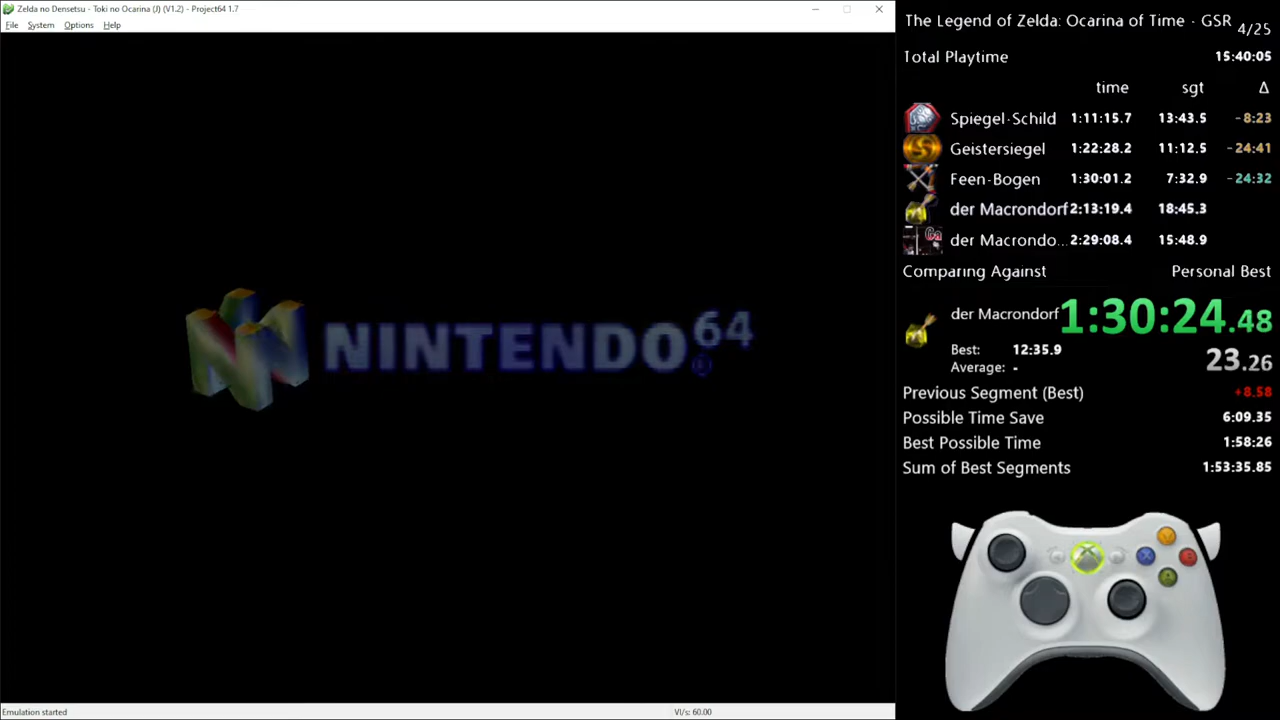 Zelda no Densetsu - Toki no Ocarina (J) (V1.2) - Project64 1.7
File System Options Help
NINTENDO 64
Emulation started
VI/s: 60.00
The Legend of Zelda: Ocarina of Time - GSR
4/25
Total Playtime 15:40:05
time sgt Δ
Spiegel-Schild 1:11:15.7 13:43.5 -8:23
Geistersiegel 1:22:28.2 11:12.5 -24:41
Feen-Bogen 1:30:01.2 7:32.9 -24:32
der Macrondorf 2:13:19.4 18:45.3
der Macrondo... 2:29:08.4 15:48.9
Comparing Against Personal Best
der Macrondorf 1:30:24.48
Best: 12:35.9 23.26
Average: -
Previous Segment (Best) +8.58
Possible Time Save 6:09.35
Best Possible Time 1:58:26
Sum of Best Segments 1:53:35.85
Y
X B
A